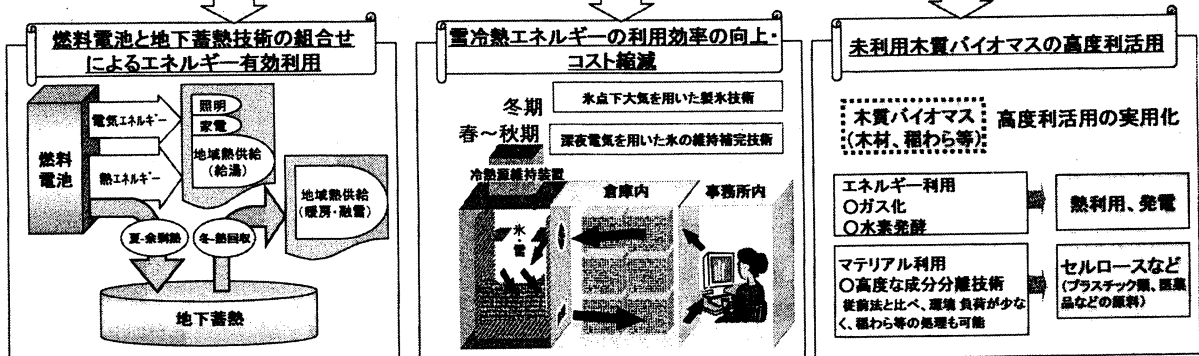 燃料電池と地下蓄熱技術の組合せ
によるエネルギー有効利用
燃料
電池
電気エネルギー
熱エネルギー
照明
家電
地域熱供給
(給湯)
地域熱供給
(暖房・融雪)
夏-余剰熱
冬-熱回収
地下蓄熱
雪冷熱エネルギーの利用効率の向上・
コスト縮減
冬期
氷点下大気を用いた製氷技術
春～秋期
深夜電気を用いた氷の維持補完技術
冷熱源維持装置
倉庫内
事務所内
氷・雪
未利用木質バイオマスの高度利活用
木質バイオマス
(木材、稲わら等)
高度利活用の実用化
エネルギー利用
○ガス化
○水素発酵
熱利用、発電
マテリアル利用
○高度な成分分離技術
従前法と比べ、環境 負荷が少な
く、稲わら等の処理も可能
セルロースなど
(プラスチック類、医薬
品などの原料)